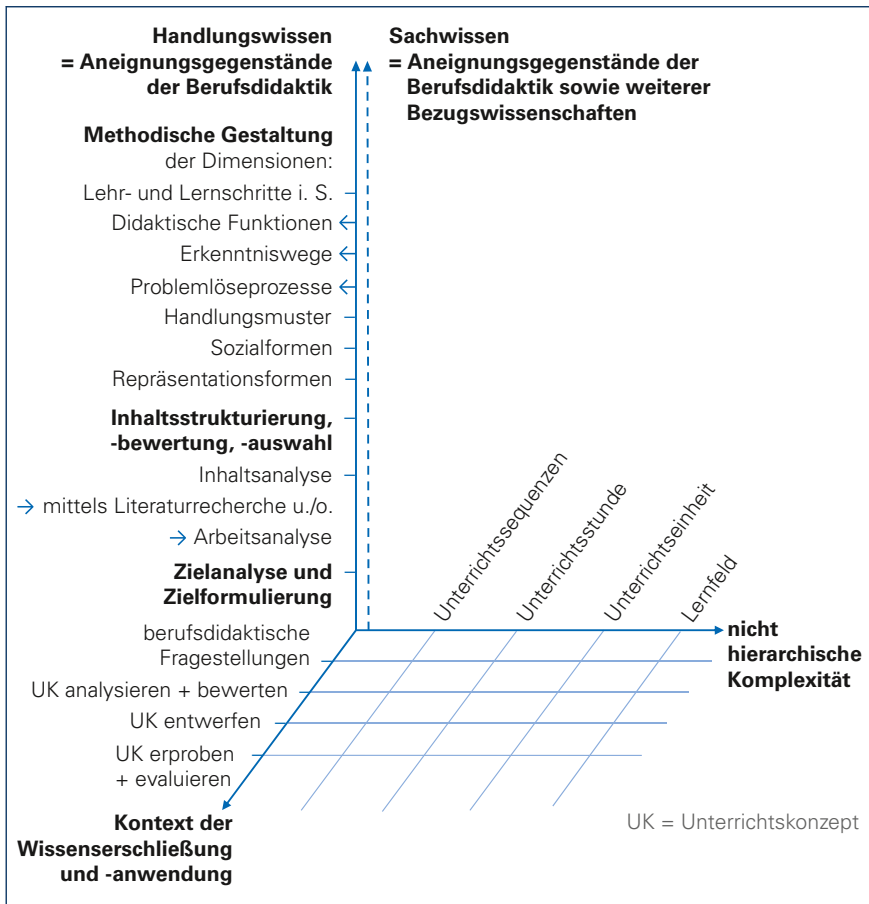 Handlungswissen
= Aneignungsgegenstände
der Berufsdidaktik
Sachwissen
= Aneignungsgegenstände der
Berufsdidaktik sowie weiterer
Bezugswissenschaften
Methodische Gestaltung
der Dimensionen:
Lehr- und Lernschritte i. S.
Didaktische Funktionen
Erkenntniswege
Problemlöseprozesse
Handlungsmuster
Sozialformen
Repräsentationsformen
Inhaltsstrukturierung,
-bewertung, -auswahl
Inhaltsanalyse
→ mittels Literaturrecherche u./o.
→ Arbeitsanalyse
Zielanalyse und
Zielformulierung
Unterrichtssequenzen
Unterrichtsstunde
Unterrichtseinheit
Lernfeld
nicht
hierarchische
Komplexität
berufsdidaktische
Fragestellungen
UK analysieren + bewerten
UK entwerfen
UK erproben
+ evaluieren
Kontext der
Wissenserschließung
und -anwendung
UK = Unterrichtskonzept